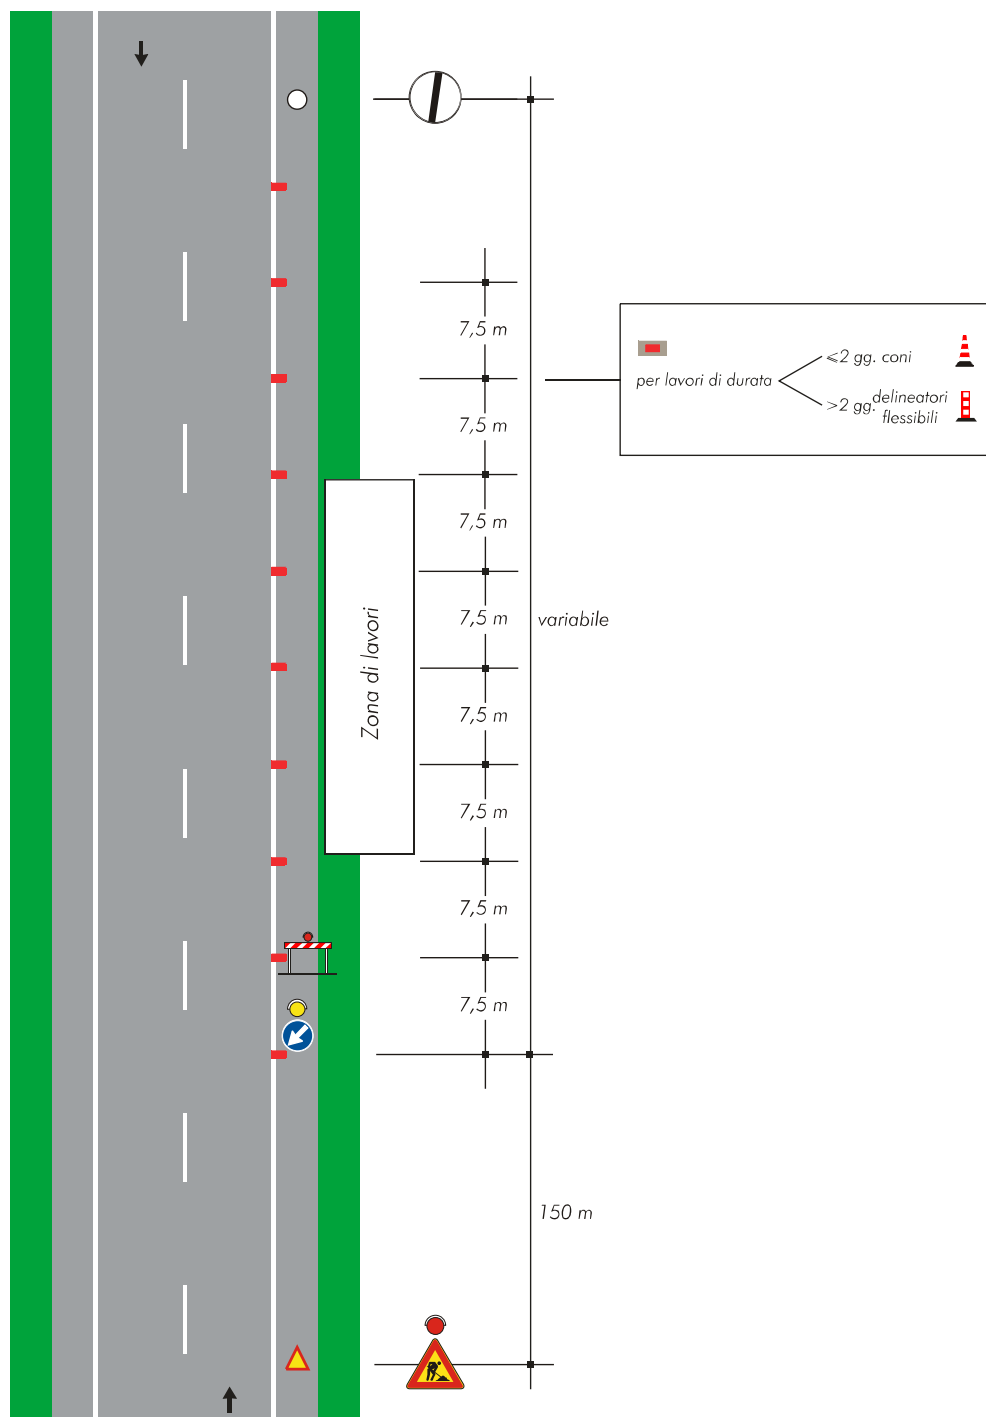 7,5 m
7,5 m
7,5 m
7,5 m
7,5 m
7,5 m
7,5 m
7,5 m
Zona di lavori
variabile
150 m
per lavori di durata
⩽2 gg. coni
>2 gg. delineatori
flessibili